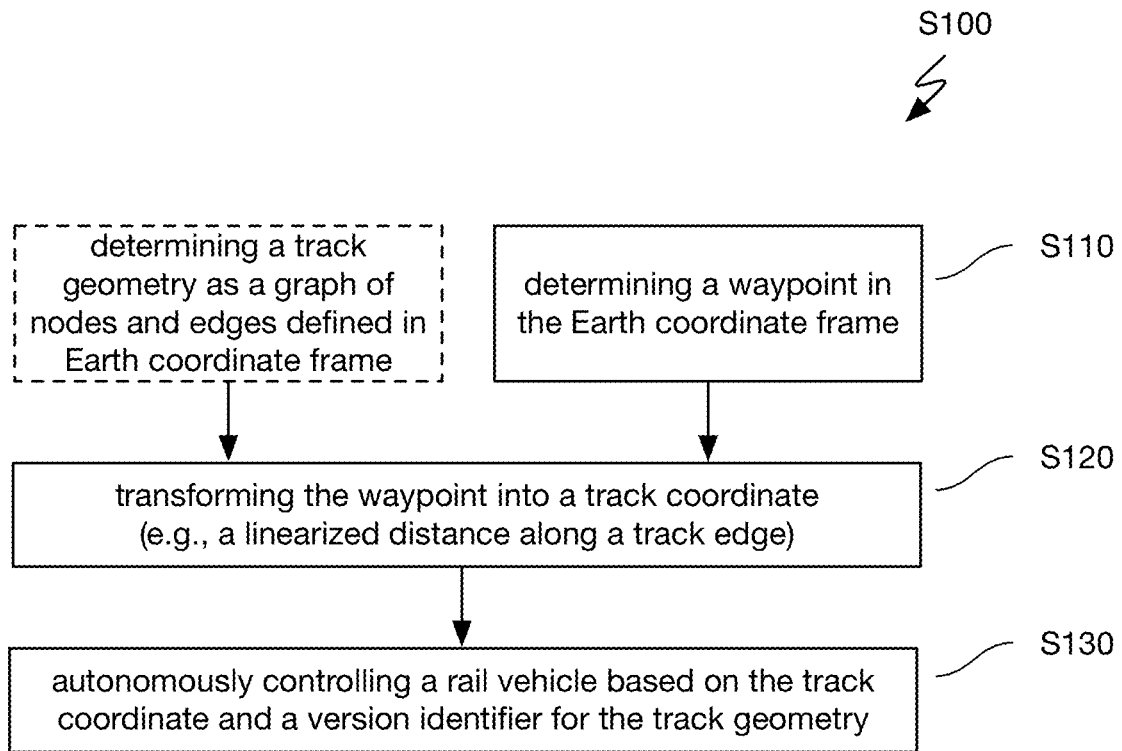 S100
determining a track
geometry as a graph of
nodes and edges defined in
Earth coordinate frame
determining a waypoint in
the Earth coordinate frame
S110
transforming the waypoint into a track coordinate
(e.g., a linearized distance along a track edge)
S120
autonomously controlling a rail vehicle based on the track
coordinate and a version identifier for the track geometry
S130